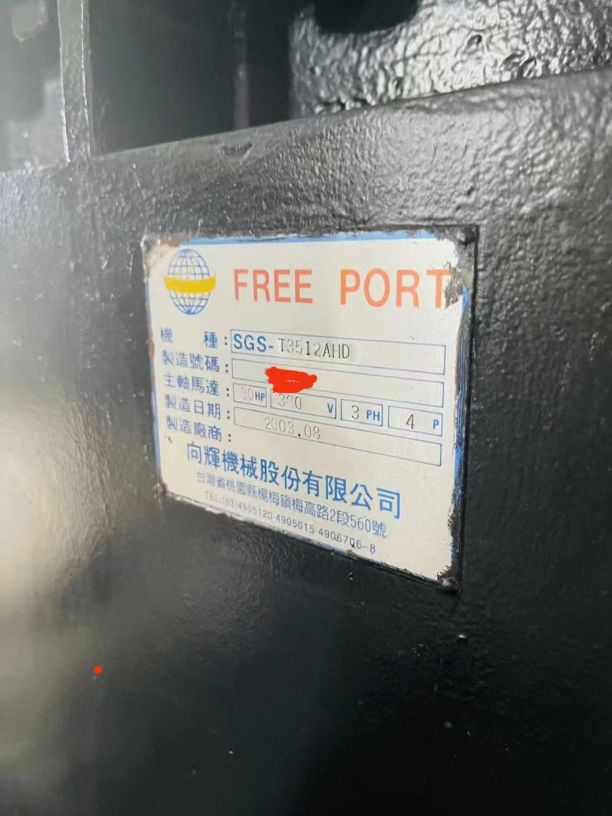 FREE PORT
機 種: SGS- T3512AHD
製造號碼:
主軸馬達: 30 HP 380 V 3 PH 4 P
製造日期: 2003.08
製造廠商:
向輝機械股份有限公司
台灣省桃園縣楊梅鎮梅高路2段560號
TEL:(03)4905120·4905015·4906706~8